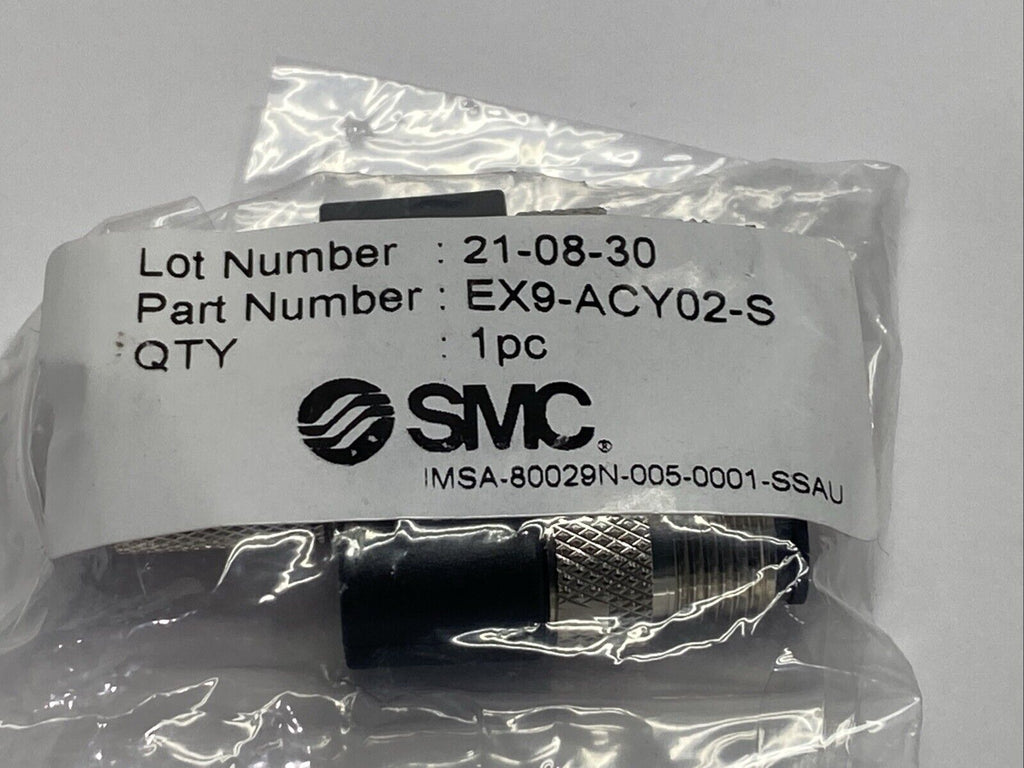 Lot Number : 21-08-30
Part Number : EX9-ACY02-S
QTY : 1pc
SMC®
IMSA-80029N-005-0001-SSAU